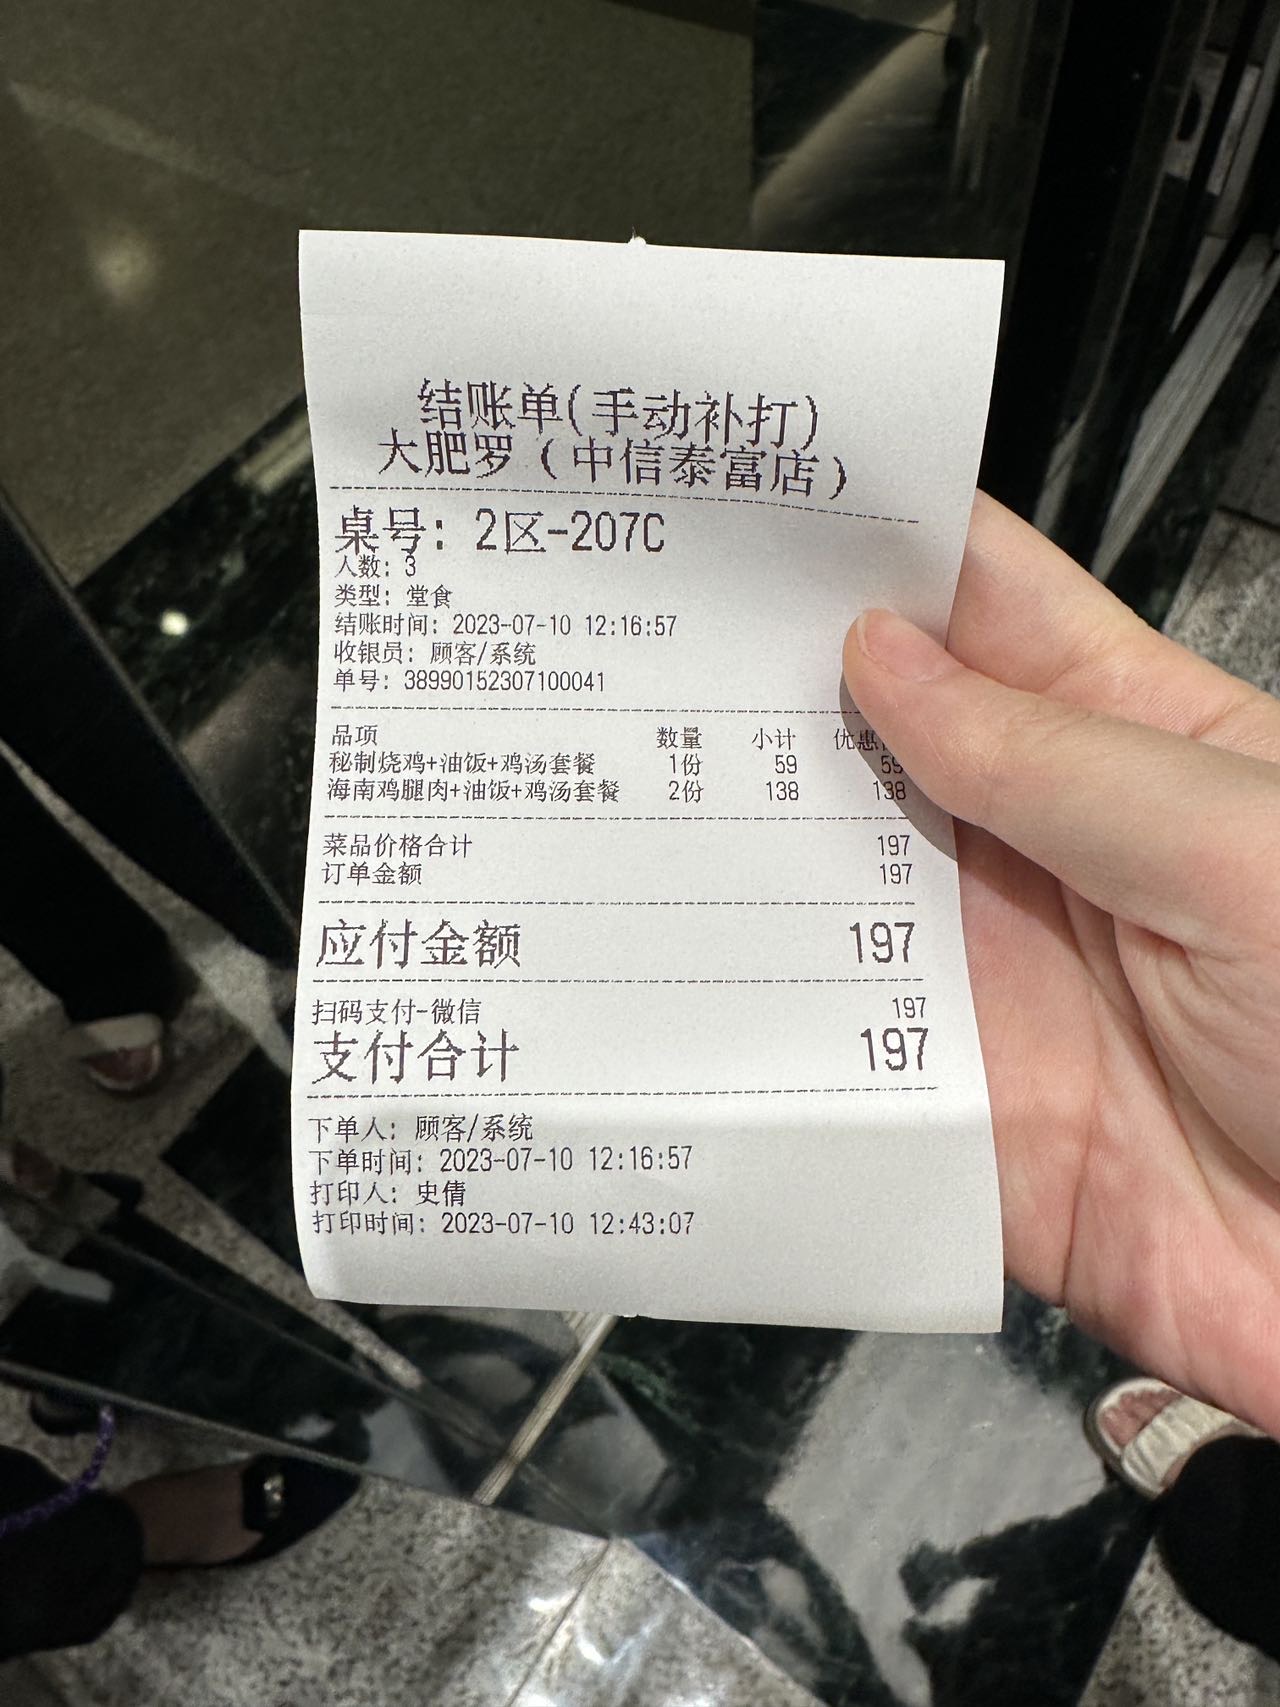 结账单(手动补打)
大肥罗（中信泰富店）
桌号: 2区-207C
人数: 3
类型: 堂食
结账时间: 2023-07-10 12:16:57
收银员: 顾客/系统
单号: 38990152307100041
品项 数量 小计 优惠
秘制烧鸡+油饭+鸡汤套餐 1份 59 59
海南鸡腿肉+油饭+鸡汤套餐 2份 138 138
菜品价格合计 197
订单金额 197
应付金额 197
扫码支付-微信 197
支付合计 197
下单人: 顾客/系统
下单时间: 2023-07-10 12:16:57
打印人: 史倩
打印时间: 2023-07-10 12:43:07